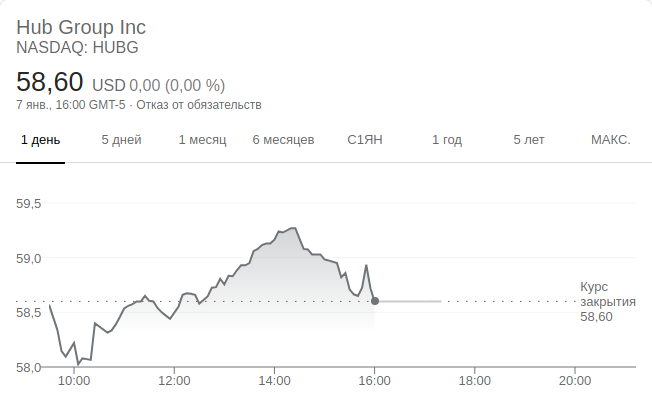 Hub Group Inc
NASDAQ: HUBG
58,60 USD 0,00 (0,00 %)
7 янв., 16:00 GMT-5 · Отказ от обязательств
1 день 5 дней 1 месяц 6 месяцев С1ЯН 1 год 5 лет МАКС.
59,5
59,0
58,5
58,0
Курс
закрытия
58,60
10:00 12:00 14:00 16:00 18:00 20:00